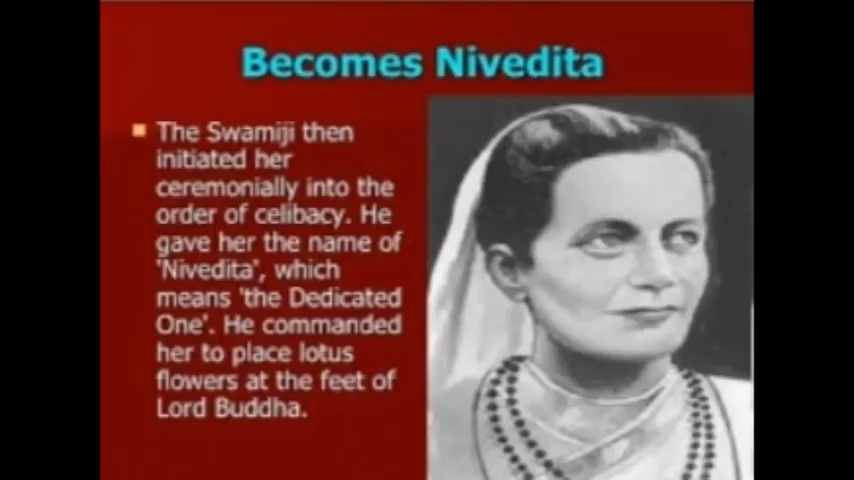 Becomes Nivedita
The Swamiji then
initiated her
ceremonially into the
order of celibacy. He
gave her the name of
'Nivedita', which
means 'the Dedicated
One'. He commanded
her to place lotus
flowers at the feet of
Lord Buddha.